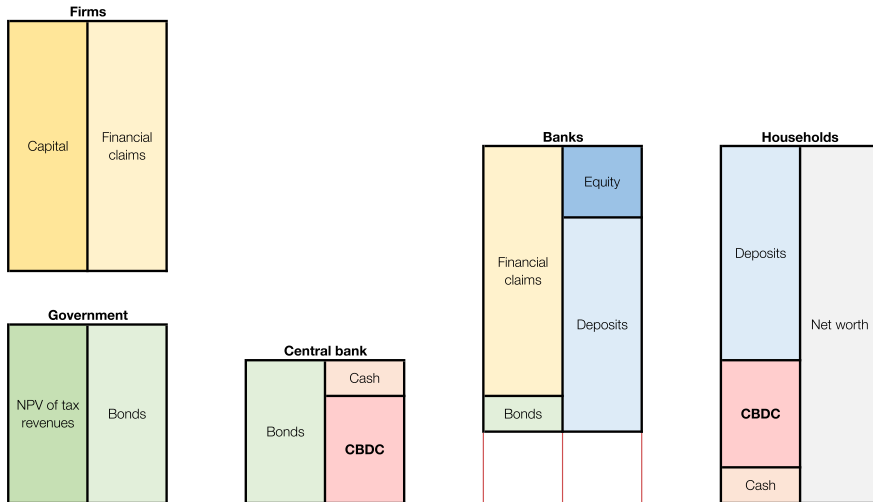 Firms
Capital
Financial
claims
Government
NPV of tax
revenues
Bonds
Central bank
Bonds
Cash
CBDC
Banks
Financial
claims
Bonds
Equity
Deposits
Households
Deposits
CBDC
Cash
Net worth